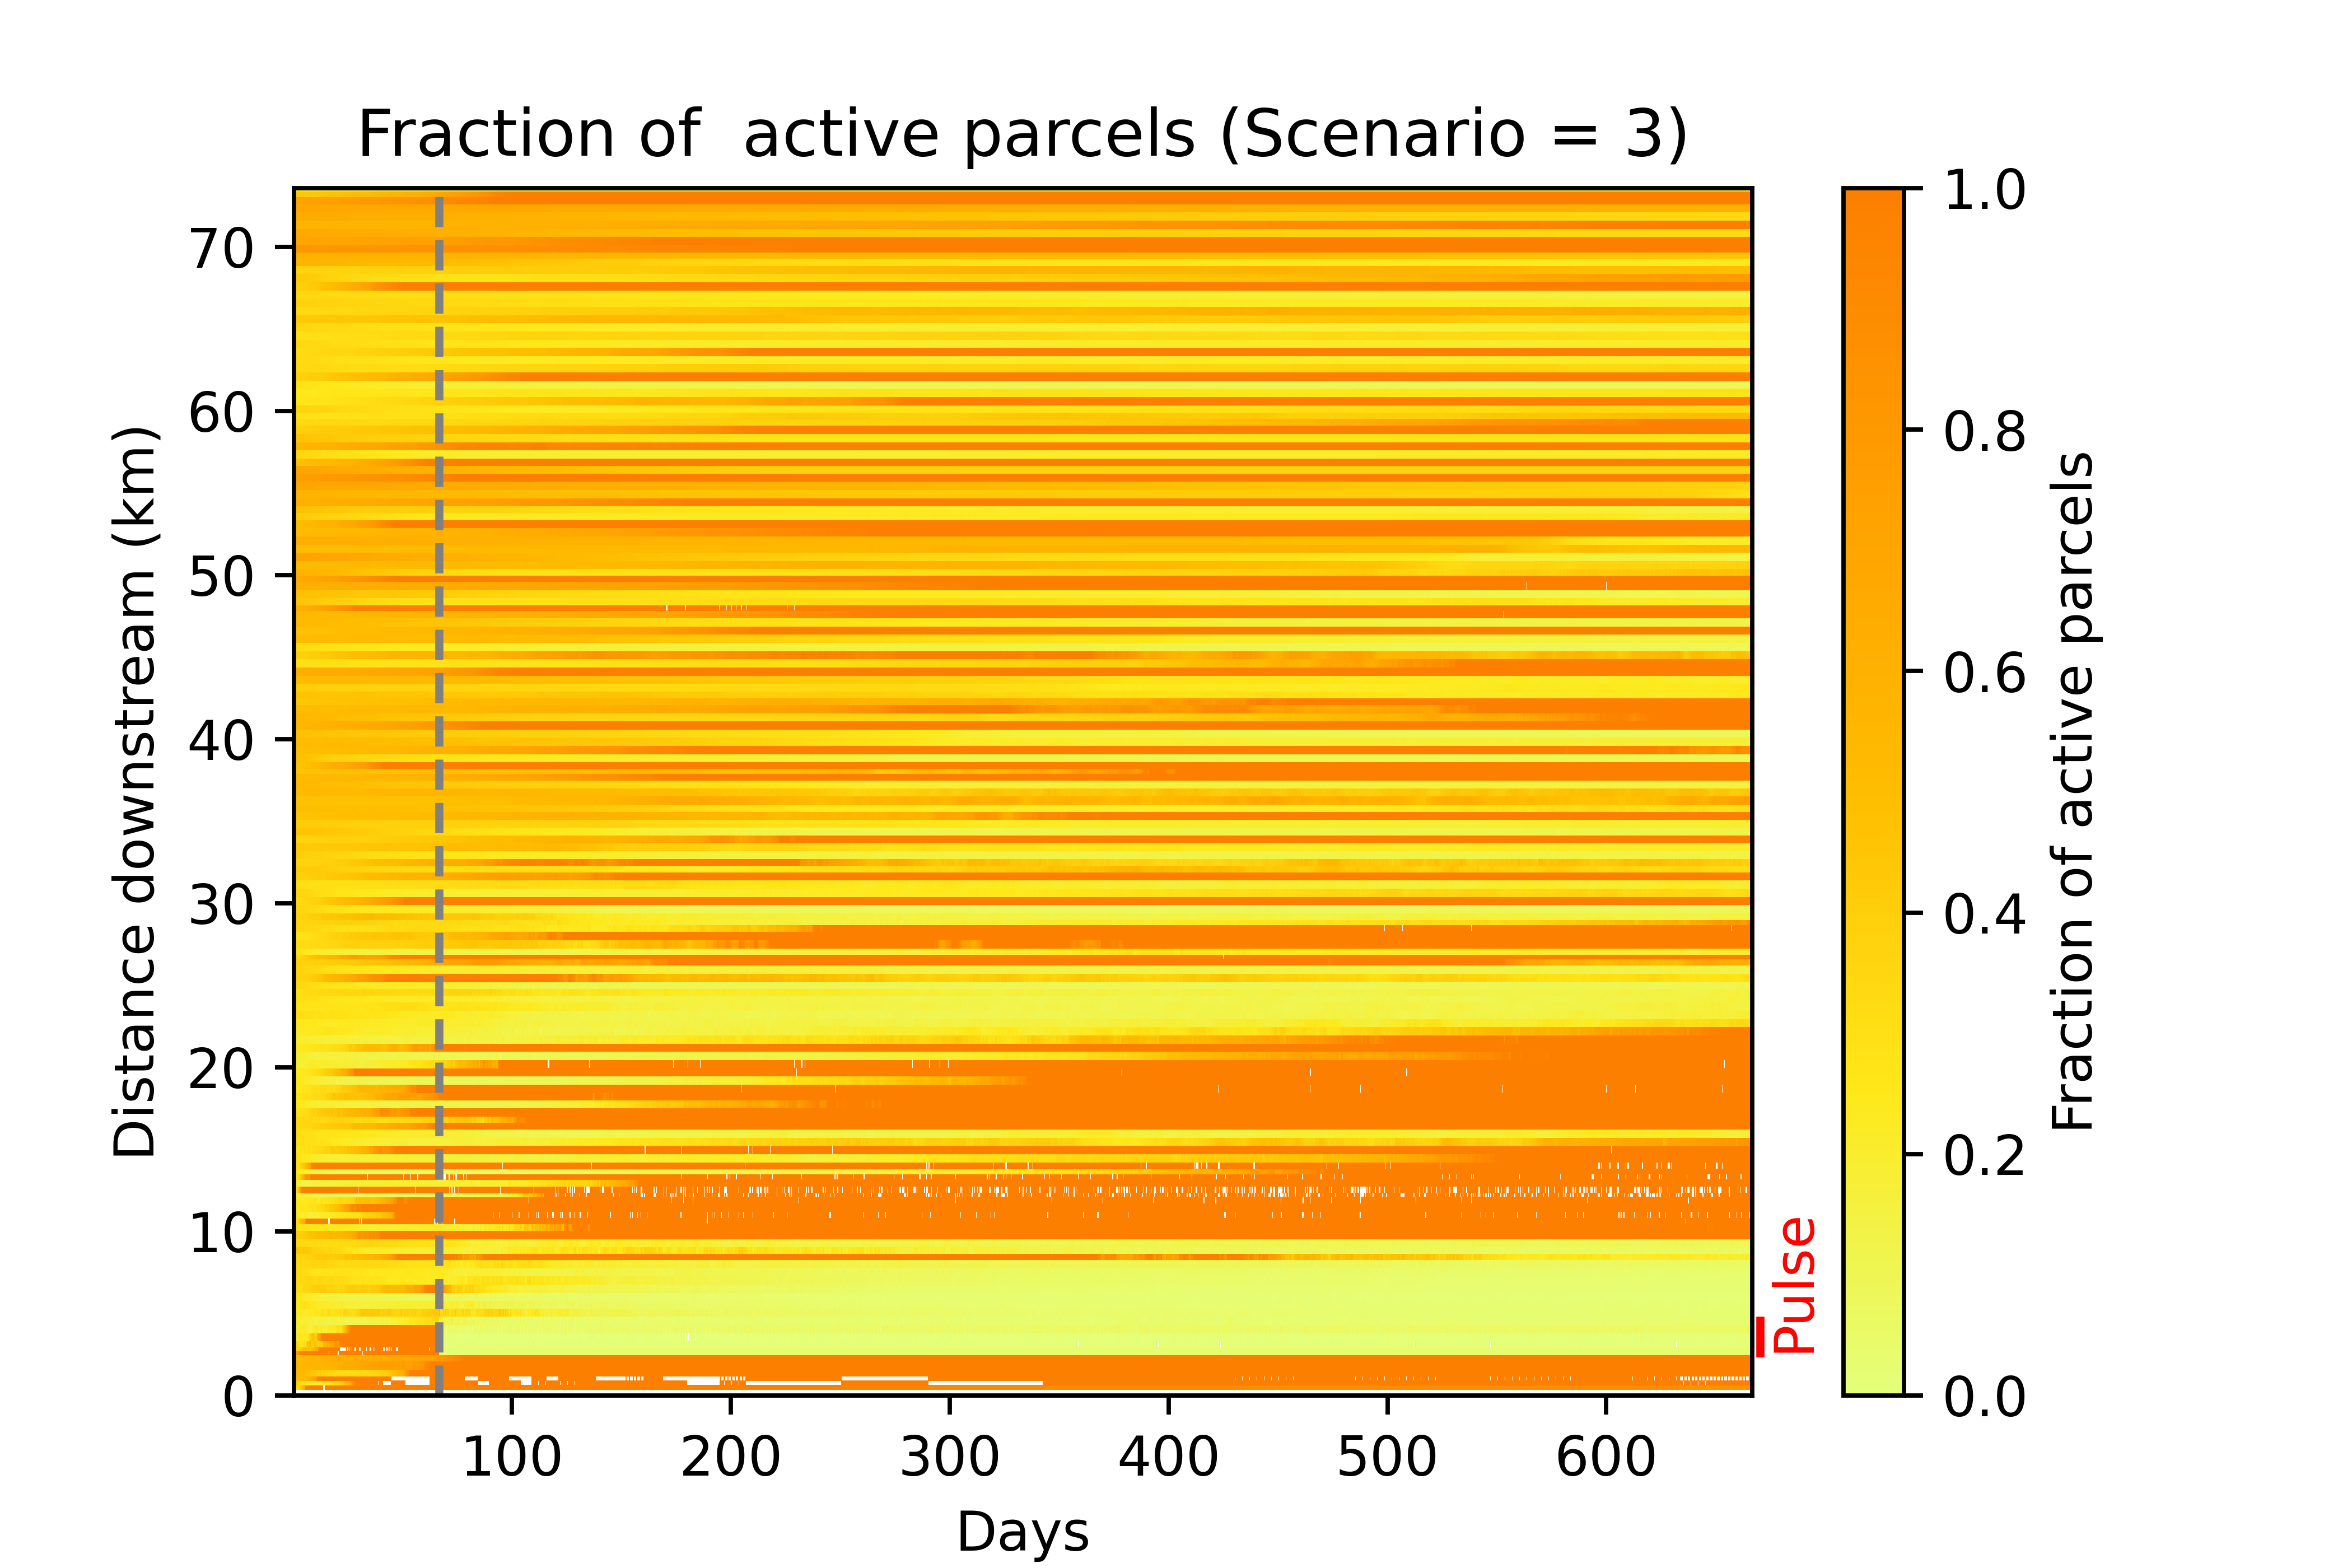 Fraction of  active parcels (Scenario = 3)
Distance downstream (km)
70
60
50
40
30
20
10
0
100 200 300 400 500 600
Days
Pulse
1.0
0.8
0.6
0.4
0.2
0.0
Fraction of active parcels